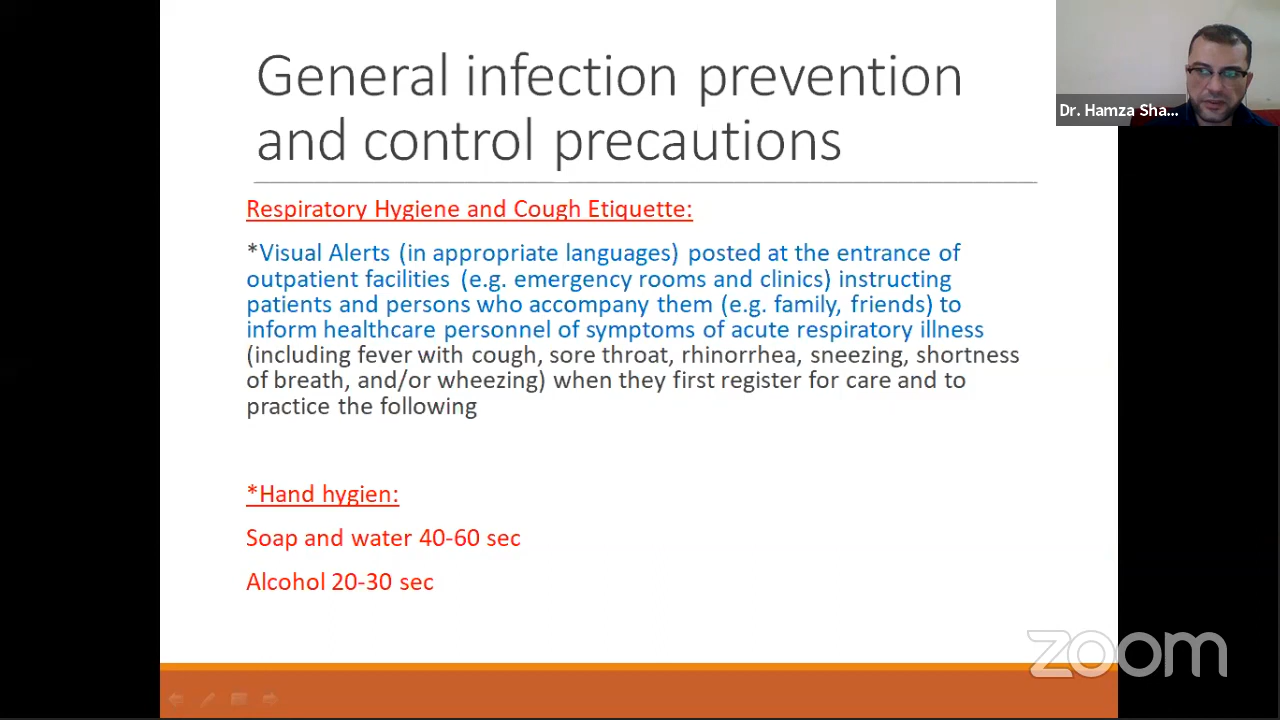 General infection prevention
and control precautions
Dr. Hamza Sha...
Respiratory Hygiene and Cough Etiquette:
*Visual Alerts (in appropriate languages) posted at the entrance of
outpatient facilities (e.g. emergency rooms and clinics) instructing
patients and persons who accompany them (e.g. family, friends) to
inform healthcare personnel of symptoms of acute respiratory illness
(including fever with cough, sore throat, rhinorrhea, sneezing, shortness
of breath, and/or wheezing) when they first register for care and to
practice the following
*Hand hygien:
Soap and water 40-60 sec
Alcohol 20-30 sec
zoom